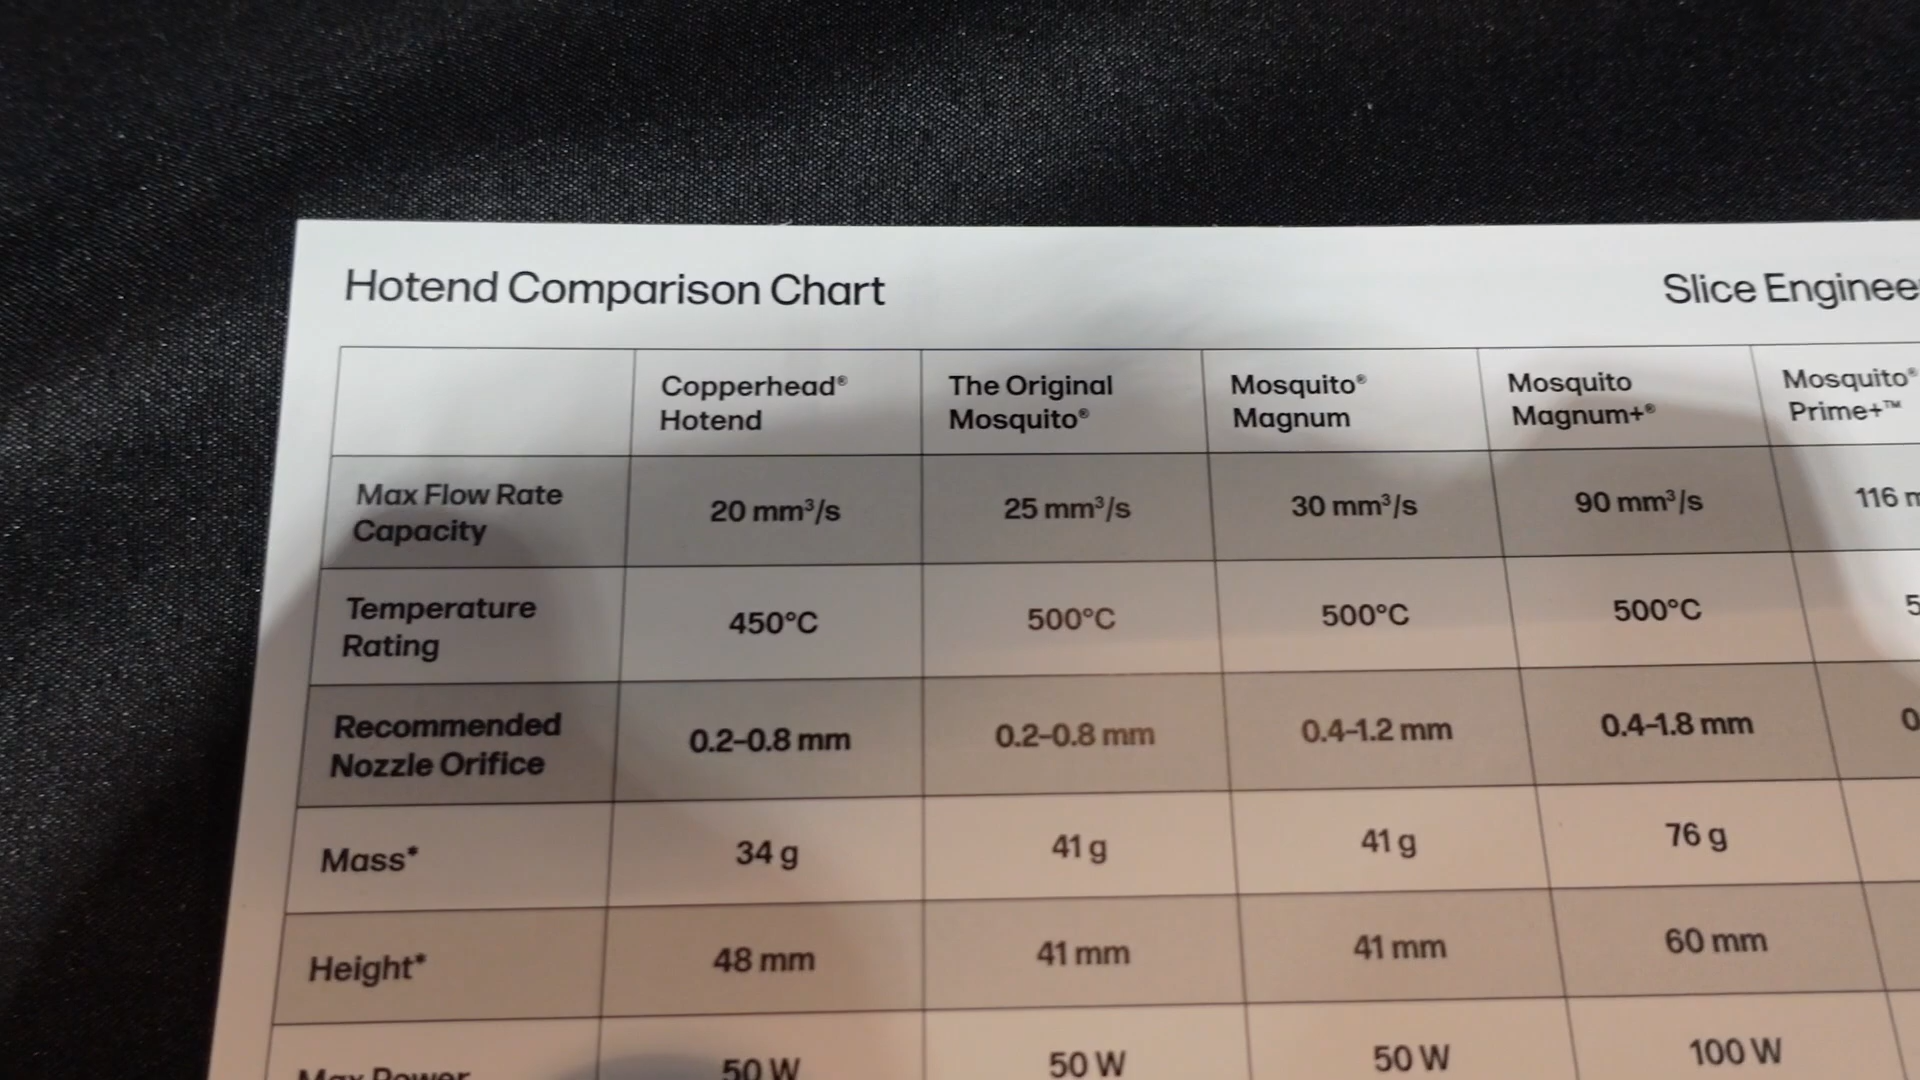 Hotend Comparison Chart
Slice
Copperhead® Hotend
The Original Mosquito®
Mosquito® Magnum
Mosquito Magnum+®
Mosquito® Prime+™
Max Flow Rate Capacity
20 mm³/s
25 mm³/s
30 mm³/s
90 mm³/s
116
Temperature Rating
450°C
500°C
500°C
500°C
Recommended Nozzle Orifice
0.2–0.8 mm
0.2–0.8 mm
0.4–1.2 mm
0.4–1.8 mm
Mass*
34 g
41 g
41 g
76 g
Height*
48 mm
41 mm
41 mm
60 mm
Max Power
50 W
50 W
50 W
100 W